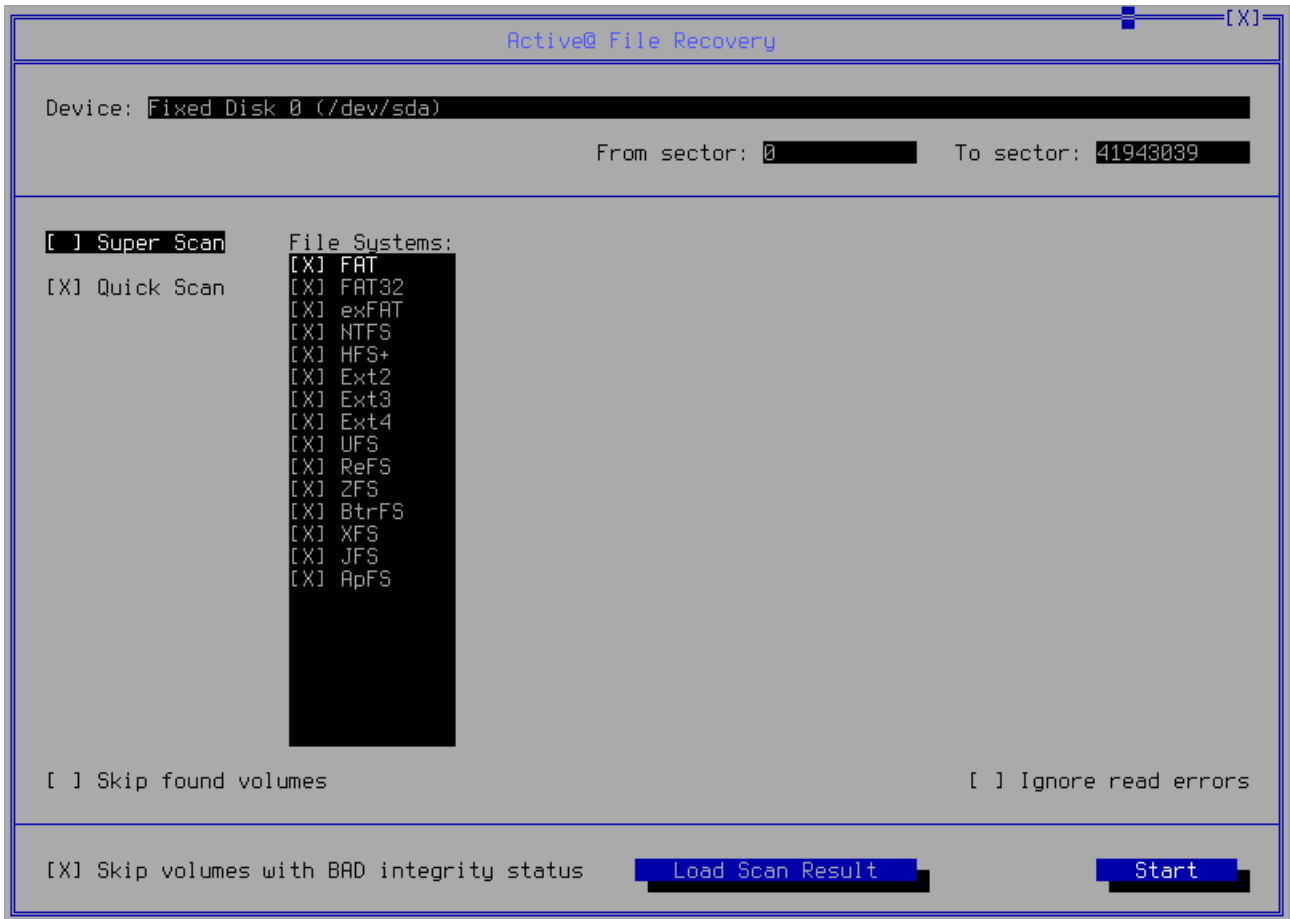 [X]
Active@ File Recovery
Device: Fixed Disk 0 (/dev/sda)
From sector: 0 To sector: 41943039
[ ] Super Scan File Systems:
[X] FAT
[X] Quick Scan [X] FAT32
[X] exFAT
[X] NTFS
[X] HFS+
[X] Ext2
[X] Ext3
[X] Ext4
[X] UFS
[X] ReFS
[X] ZFS
[X] BtrFS
[X] XFS
[X] JFS
[X] ApFS
[ ] Skip found volumes [ ] Ignore read errors
[X] Skip volumes with BAD integrity status Load Scan Result Start